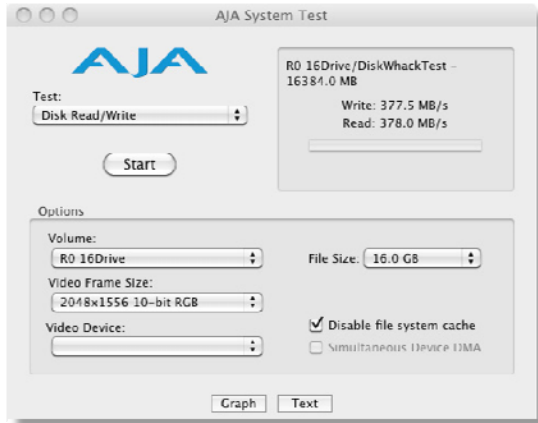 AJA System Test
AJA
Test:
Disk Read/Write
Start
R0 16Drive/DiskWhackTest –
16384.0 MB
Write: 377.5 MB/s
Read: 378.0 MB/s
Options
Volume:
R0 16Drive
File Size: 16.0 GB
Video Frame Size:
2048x1556 10-bit RGB
Video Device:
Disable file system cache
Simultaneous Device DMA
Graph
Text